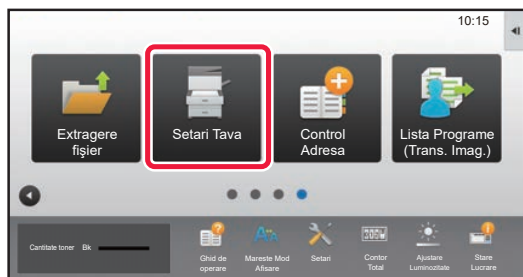 10:15
Extragere
fişier
Setari Tava
Control
Adresa
Lista Programe
(Trans. Imag.)
Cantitate toner Bk
Ghid de
operare
Mareste Mod
Afisare
Setari
Contor
Total
Ajustare
Luminozitate
Stare
Lucrare